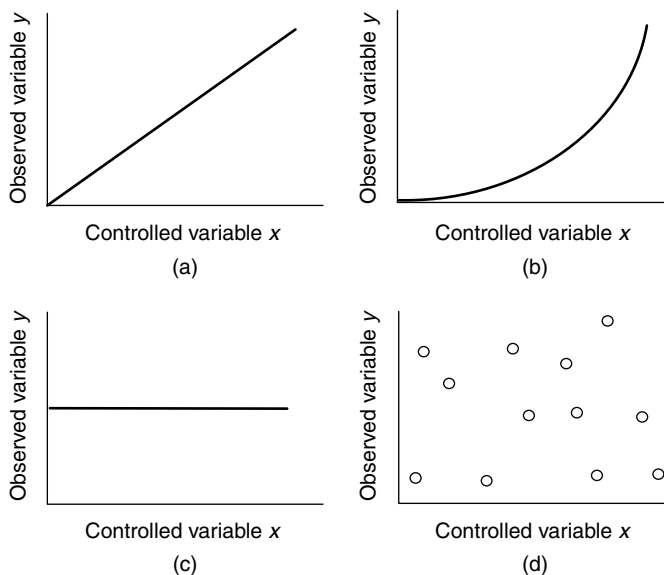 Observed variable y
Controlled variable x
(a)
Observed variable y
Controlled variable x
(b)
Observed variable y
Controlled variable x
(c)
Observed variable y
Controlled variable x
(d)